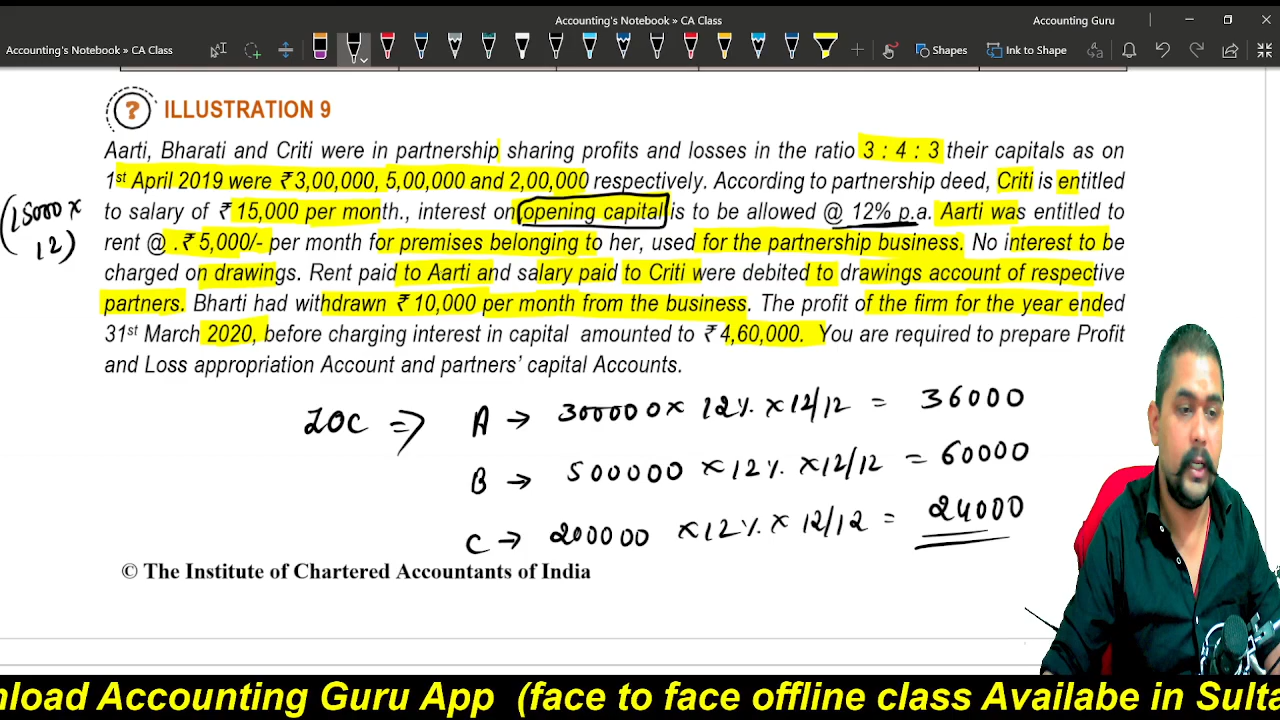 Accounting's Notebook » CA Class
Accounting Guru
Accounting's Notebook » CA Class
Shapes
Ink to Shape
? ILLUSTRATION 9
Aarti, Bharati and Criti were in partnership sharing profits and losses in the ratio 3 : 4 : 3 their capitals as on
1st April 2019 were ₹ 3,00,000, 5,00,000 and 2,00,000 respectively. According to partnership deed, Criti is entitled
to salary of ₹ 15,000 per month., interest on opening capital is to be allowed @ 12% p.a. Aarti was entitled to
rent @ .₹ 5,000/- per month for premises belonging to her, used for the partnership business. No interest to be
charged on drawings. Rent paid to Aarti and salary paid to Criti were debited to drawings account of respective
partners. Bharti had withdrawn ₹ 10,000 per month from the business. The profit of the firm for the year ended
31st March 2020, before charging interest in capital amounted to ₹ 4,60,000. You are required to prepare Profit
and Loss appropriation Account and partners' capital Accounts.
(15000 x
12)
IOC ⇒ A → 300000 x 12% x 12/12 = 36000
B → 500000 x 12% x 12/12 = 60000
C → 200000 x 12% x 12/12 = 24000
© The Institute of Chartered Accountants of India
nload Accounting Guru App (face to face offline class Availabe in Sulta